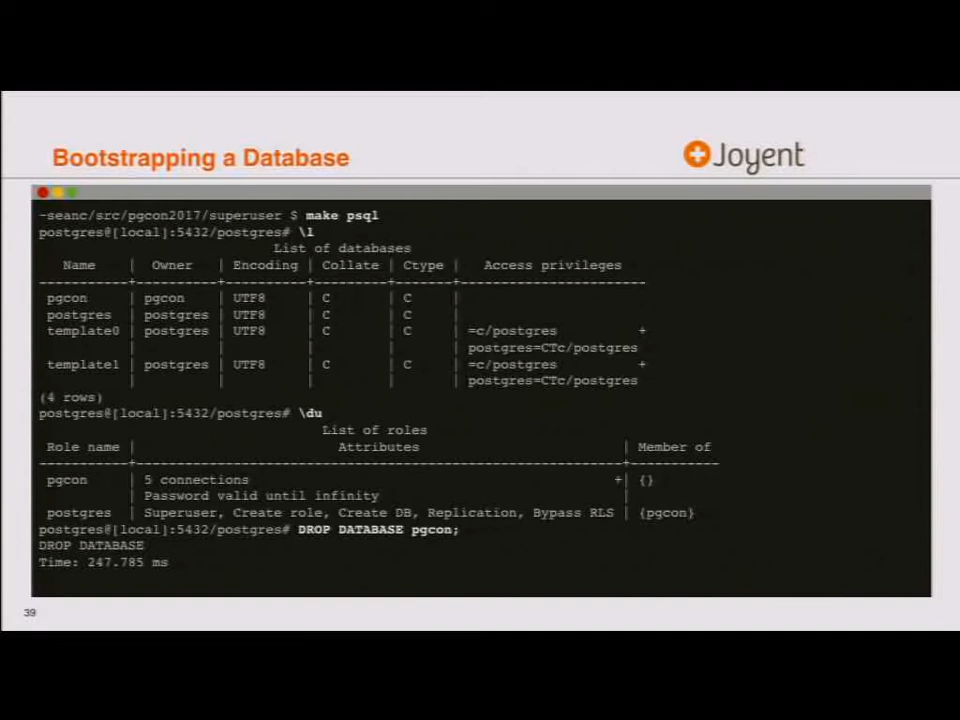 Bootstrapping a Database
Joyent
~seanc/src/pgcon2017/superuser $ make psql
postgres@[local]:5432/postgres# \l
List of databases
Name | Owner | Encoding | Collate | Ctype | Access privileges
-----------+----------+----------+---------+-------+-----------------------
pgcon | pgcon | UTF8 | C | C |
postgres | postgres | UTF8 | C | C |
template0 | postgres | UTF8 | C | C | =c/postgres +
| | | | | postgres=CTc/postgres
template1 | postgres | UTF8 | C | C | =c/postgres +
| | | | | postgres=CTc/postgres
(4 rows)
postgres@[local]:5432/postgres# \du
List of roles
Role name | Attributes | Member of
-----------+------------------------------------------------------------+-----------
pgcon | 5 connections +| {}
| Password valid until infinity |
postgres | Superuser, Create role, Create DB, Replication, Bypass RLS | {pgcon}
postgres@[local]:5432/postgres# DROP DATABASE pgcon;
DROP DATABASE
Time: 247.785 ms
39